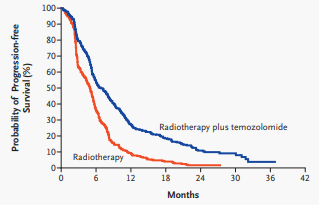 Probability of Progression-free
Survival (%)
100
90
80
70
60
50
40
30
20
10
0
Radiotherapy plus temozolomide
Radiotherapy
0 6 12 18 24 30 36 42
Months